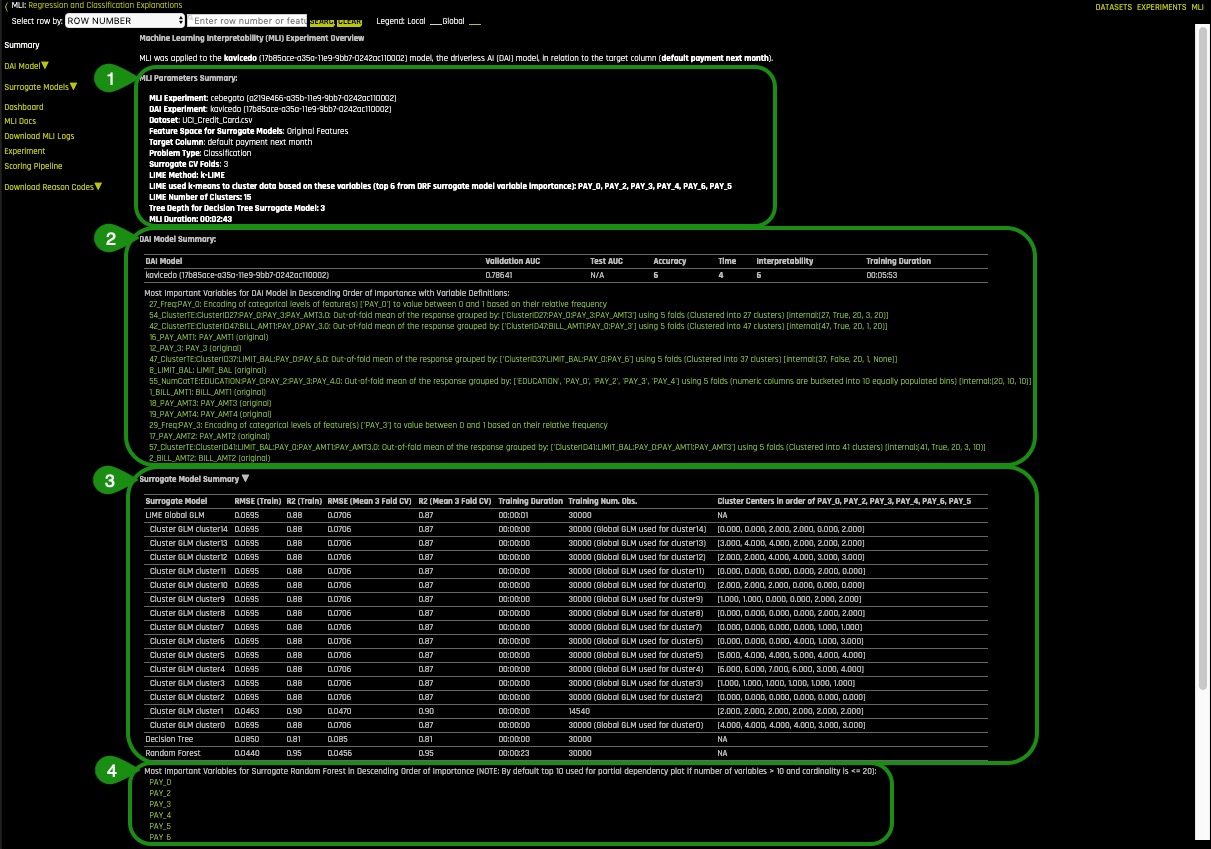 ⟨ MLI: Regression and Classification Explanations
DATASETS EXPERIMENTS MLI
Select row by: ROW NUMBER Enter row number or featu SEARC CLEAR Legend: Local __Global __
Summary
DAI Model▼
Surrogate Models▼
Dashboard
MLI Docs
Download MLI Logs
Experiment
Scoring Pipeline
Download Reason Codes▼
Machine Learning Interpretability (MLI) Experiment Overview
MLI was applied to the kavicedo (17b85ace-a35a-11e9-9bb7-0242ac110002) model, the driverless AI (DAI) model, in relation to the target column (default payment next month).
1
MLI Parameters Summary:
MLI Experiment: cebegato (a219e466-a35b-11e9-9bb7-0242ac110002)
DAI Experiment: kavicedo (17b85ace-a35a-11e9-9bb7-0242ac110002)
Dataset: UCI_Credit_Card.csv
Feature Space for Surrogate Models: Original Features
Target Column: default payment next month
Problem Type: Classification
Surrogate CV Folds: 3
LIME Method: k-LIME
LIME used k-means to cluster data based on these variables (top 6 from DRF surrogate model variable importance): PAY_0, PAY_2, PAY_3, PAY_4, PAY_6, PAY_5
LIME Number of Clusters: 15
Tree Depth for Decision Tree Surrogate Model: 3
MLI Duration: 00:02:43
2
DAI Model Summary:
DAI Model Validation AUC Test AUC Accuracy Time Interpretability Training Duration
kavicedo (17b85ace-a35a-11e9-9bb7-0242ac110002) 0.78641 N/A 6 4 6 00:05:53
Most Important Variables for DAI Model in Descending Order of Importance with Variable Definitions:
27_Freq:PAY_0: Encoding of categorical levels of feature(s) ['PAY_0'] to value between 0 and 1 based on their relative frequency
54_ClusterTE:ClusterID27:PAY_0:PAY_3:PAY_AMT3.0: Out-of-fold mean of the response grouped by: ['ClusterID27:PAY_0:PAY_3:PAY_AMT3'] using 5 folds (Clustered into 27 clusters) [internal:(27, True, 20, 3, 20)]
42_ClusterTE:ClusterID47:BILL_AMT1:PAY_0:PAY_3.0: Out-of-fold mean of the response grouped by: ['ClusterID47:BILL_AMT1:PAY_0:PAY_3'] using 5 folds (Clustered into 47 clusters) [internal:(47, True, 20, 1, 20)]
16_PAY_AMT1: PAY_AMT1 (original)
12_PAY_3: PAY_3 (original)
47_ClusterTE:ClusterID37:LIMIT_BAL:PAY_0:PAY_6.0: Out-of-fold mean of the response grouped by: ['ClusterID37:LIMIT_BAL:PAY_0:PAY_6'] using 5 folds (Clustered into 37 clusters) [internal:(37, False, 20, 1, None)]
8_LIMIT_BAL: LIMIT_BAL (original)
55_NumCatTE:EDUCATION:PAY_0:PAY_2:PAY_3:PAY_4.0: Out-of-fold mean of the response grouped by: ['EDUCATION', 'PAY_0', 'PAY_2', 'PAY_3', 'PAY_4'] using 5 folds (numeric columns are bucketed into 10 equally populated bins) [internal:(20, 10, 10)]
1_BILL_AMT1: BILL_AMT1 (original)
18_PAY_AMT3: PAY_AMT3 (original)
19_PAY_AMT4: PAY_AMT4 (original)
29_Freq:PAY_3: Encoding of categorical levels of feature(s) ['PAY_3'] to value between 0 and 1 based on their relative frequency
17_PAY_AMT2: PAY_AMT2 (original)
57_ClusterTE:ClusterID41:LIMIT_BAL:PAY_0:PAY_AMT1:PAY_AMT3.0: Out-of-fold mean of the response grouped by: ['ClusterID41:LIMIT_BAL:PAY_0:PAY_AMT1:PAY_AMT3'] using 5 folds (Clustered into 41 clusters) [internal:(41, True, 20, 3, 10)]
2_BILL_AMT2: BILL_AMT2 (original)
3
Surrogate Model Summary ▼
Surrogate Model RMSE (Train) R2 (Train) RMSE (Mean 3 Fold CV) R2 (Mean 3 Fold CV) Training Duration Training Num. Obs. Cluster Centers in order of PAY_0, PAY_2, PAY_3, PAY_4, PAY_6, PAY_5
LIME Global GLM 0.0695 0.88 0.0706 0.87 00:00:01 30000 NA
Cluster GLM cluster14 0.0695 0.88 0.0706 0.87 00:00:00 30000 (Global GLM used for cluster14) [0.000, 0.000, 2.000, 2.000, 0.000, 2.000]
Cluster GLM cluster13 0.0695 0.88 0.0706 0.87 00:00:00 30000 (Global GLM used for cluster13) [3.000, 4.000, 4.000, 2.000, 2.000, 2.000]
Cluster GLM cluster12 0.0695 0.88 0.0706 0.87 00:00:00 30000 (Global GLM used for cluster12) [2.000, 2.000, 4.000, 4.000, 3.000, 3.000]
Cluster GLM cluster11 0.0695 0.88 0.0706 0.87 00:00:00 30000 (Global GLM used for cluster11) [0.000, 0.000, 0.000, 0.000, 2.000, 0.000]
Cluster GLM cluster10 0.0695 0.88 0.0706 0.87 00:00:00 30000 (Global GLM used for cluster10) [2.000, 2.000, 2.000, 0.000, 0.000, 0.000]
Cluster GLM cluster9 0.0695 0.88 0.0706 0.87 00:00:00 30000 (Global GLM used for cluster9) [1.000, 1.000, 0.000, 0.000, 2.000, 2.000]
Cluster GLM cluster8 0.0695 0.88 0.0706 0.87 00:00:00 30000 (Global GLM used for cluster8) [0.000, 0.000, 0.000, 0.000, 2.000, 2.000]
Cluster GLM cluster7 0.0695 0.88 0.0706 0.87 00:00:00 30000 (Global GLM used for cluster7) [0.000, 0.000, 0.000, 0.000, 1.000, 1.000]
Cluster GLM cluster6 0.0695 0.88 0.0706 0.87 00:00:00 30000 (Global GLM used for cluster6) [0.000, 0.000, 0.000, 4.000, 1.000, 3.000]
Cluster GLM cluster5 0.0695 0.88 0.0706 0.87 00:00:00 30000 (Global GLM used for cluster5) [5.000, 4.000, 4.000, 5.000, 4.000, 4.000]
Cluster GLM cluster4 0.0695 0.88 0.0706 0.87 00:00:00 30000 (Global GLM used for cluster4) [6.000, 6.000, 7.000, 6.000, 3.000, 4.000]
Cluster GLM cluster3 0.0695 0.88 0.0706 0.87 00:00:00 30000 (Global GLM used for cluster3) [1.000, 1.000, 1.000, 1.000, 1.000, 1.000]
Cluster GLM cluster2 0.0695 0.88 0.0706 0.87 00:00:00 30000 (Global GLM used for cluster2) [0.000, 0.000, 0.000, 0.000, 0.000, 0.000]
Cluster GLM cluster1 0.0463 0.90 0.0470 0.90 00:00:00 14540 [2.000, 2.000, 2.000, 2.000, 2.000, 2.000]
Cluster GLM cluster0 0.0695 0.88 0.0706 0.87 00:00:00 30000 (Global GLM used for cluster0) [4.000, 4.000, 4.000, 4.000, 3.000, 3.000]
Decision Tree 0.0850 0.81 0.085 0.81 00:00:00 30000 NA
Random Forest 0.0440 0.95 0.0456 0.95 00:00:23 30000 NA
4
Most Important Variables for Surrogate Random Forest in Descending Order of Importance (NOTE: By default top 10 used for partial dependency plot if number of variables > 10 and cardinality is <= 20):
PAY_0
PAY_2
PAY_3
PAY_4
PAY_5
PAY_6